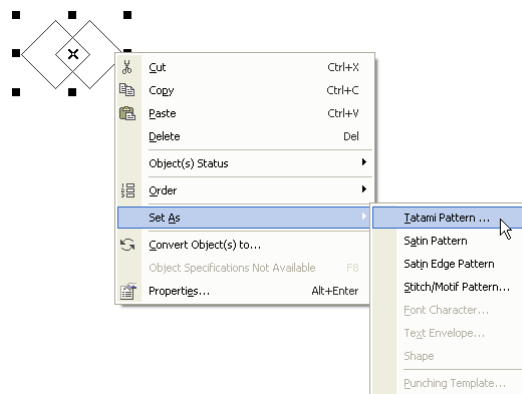 Cut Ctrl+X
Copy Ctrl+C
Paste Ctrl+V
Delete Del
Object(s) Status
Order
Set As
Convert Object(s) to...
Object Specifications Not Available F8
Properties... Alt+Enter
Tatami Pattern ...
Satin Pattern
Satin Edge Pattern
Stitch/Motif Pattern...
Font Character...
Text Envelope...
Shape
Punching Template...